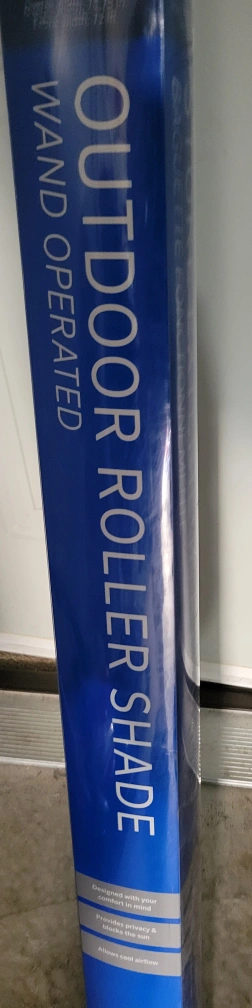 OUTDOOR ROLLER SHADE
WAND OPERATED
Designed with your
comfort in mind
Provides privacy &
blocks the sun
Allows cool airflow